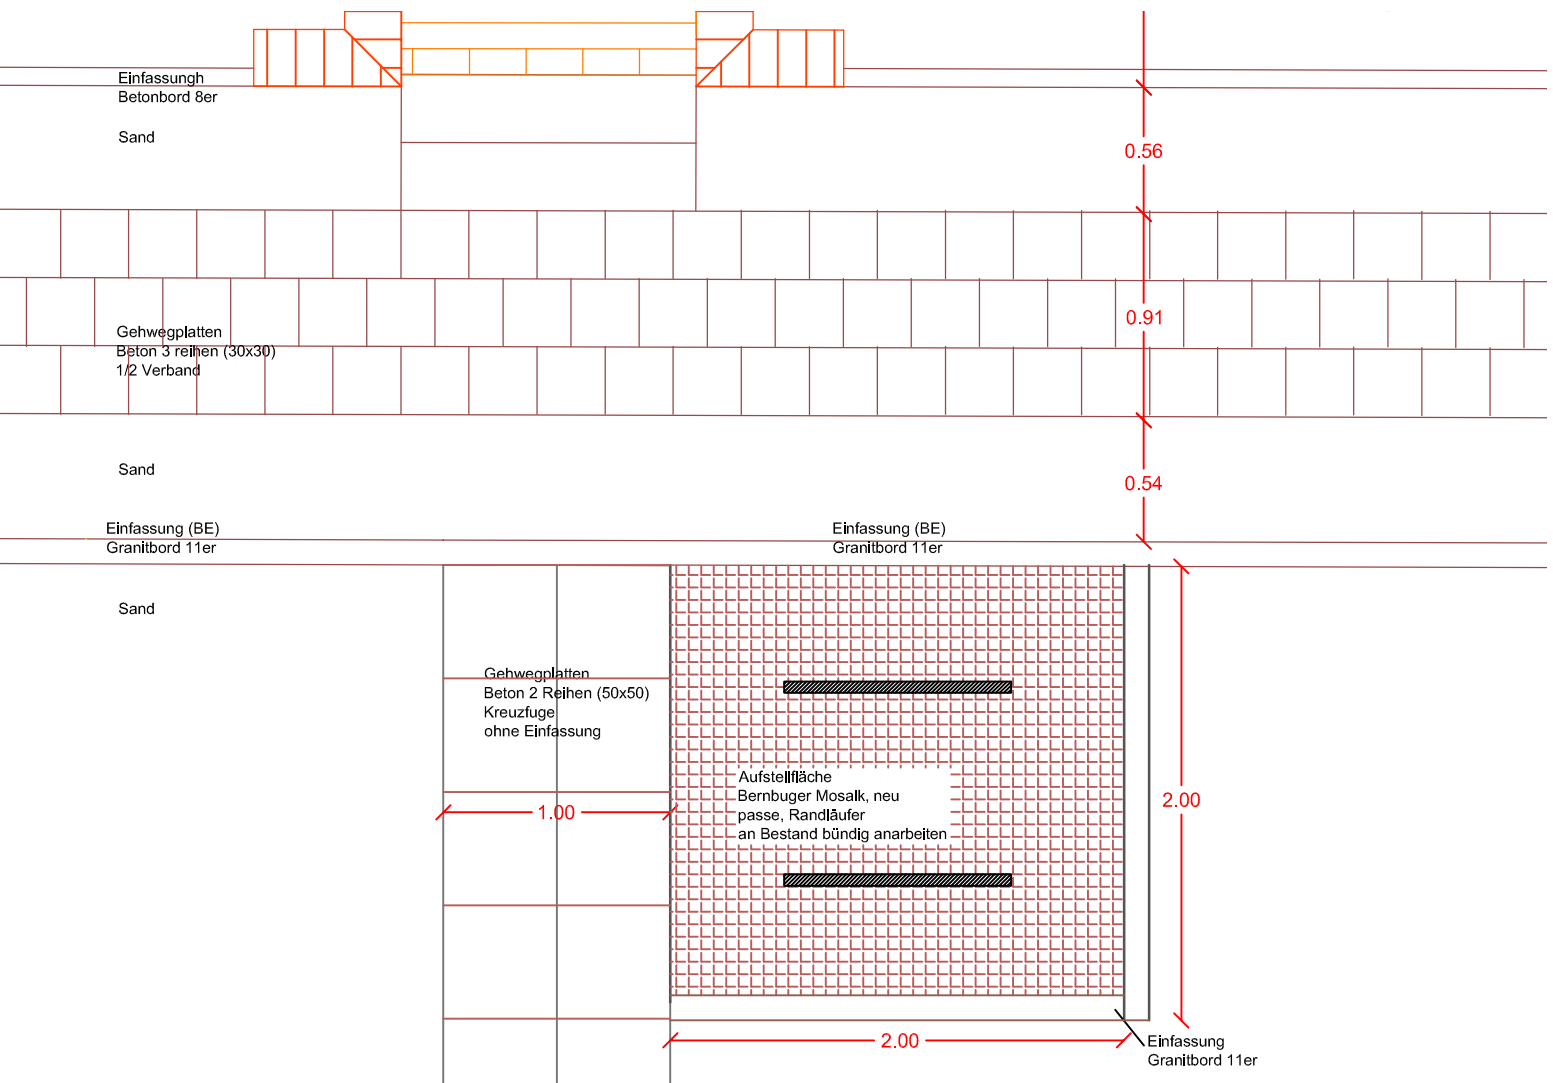 Einfassungh
Betonbord 8er
Sand
0.56
Gehwegplatten
Beton 3 reihen (30x30)
1/2 Verband
0.91
Sand
0.54
Einfassung (BE)
Granitbord 11er
Einfassung (BE)
Granitbord 11er
Sand
Gehwegplatten
Beton 2 Reihen (50x50)
Kreuzfuge
ohne Einfassung
Aufstellfläche
Bernbuger Mosaik, neu
passe, Randläufer
an Bestand bündig anarbeiten
1.00
2.00
2.00
Einfassung
Granitbord 11er